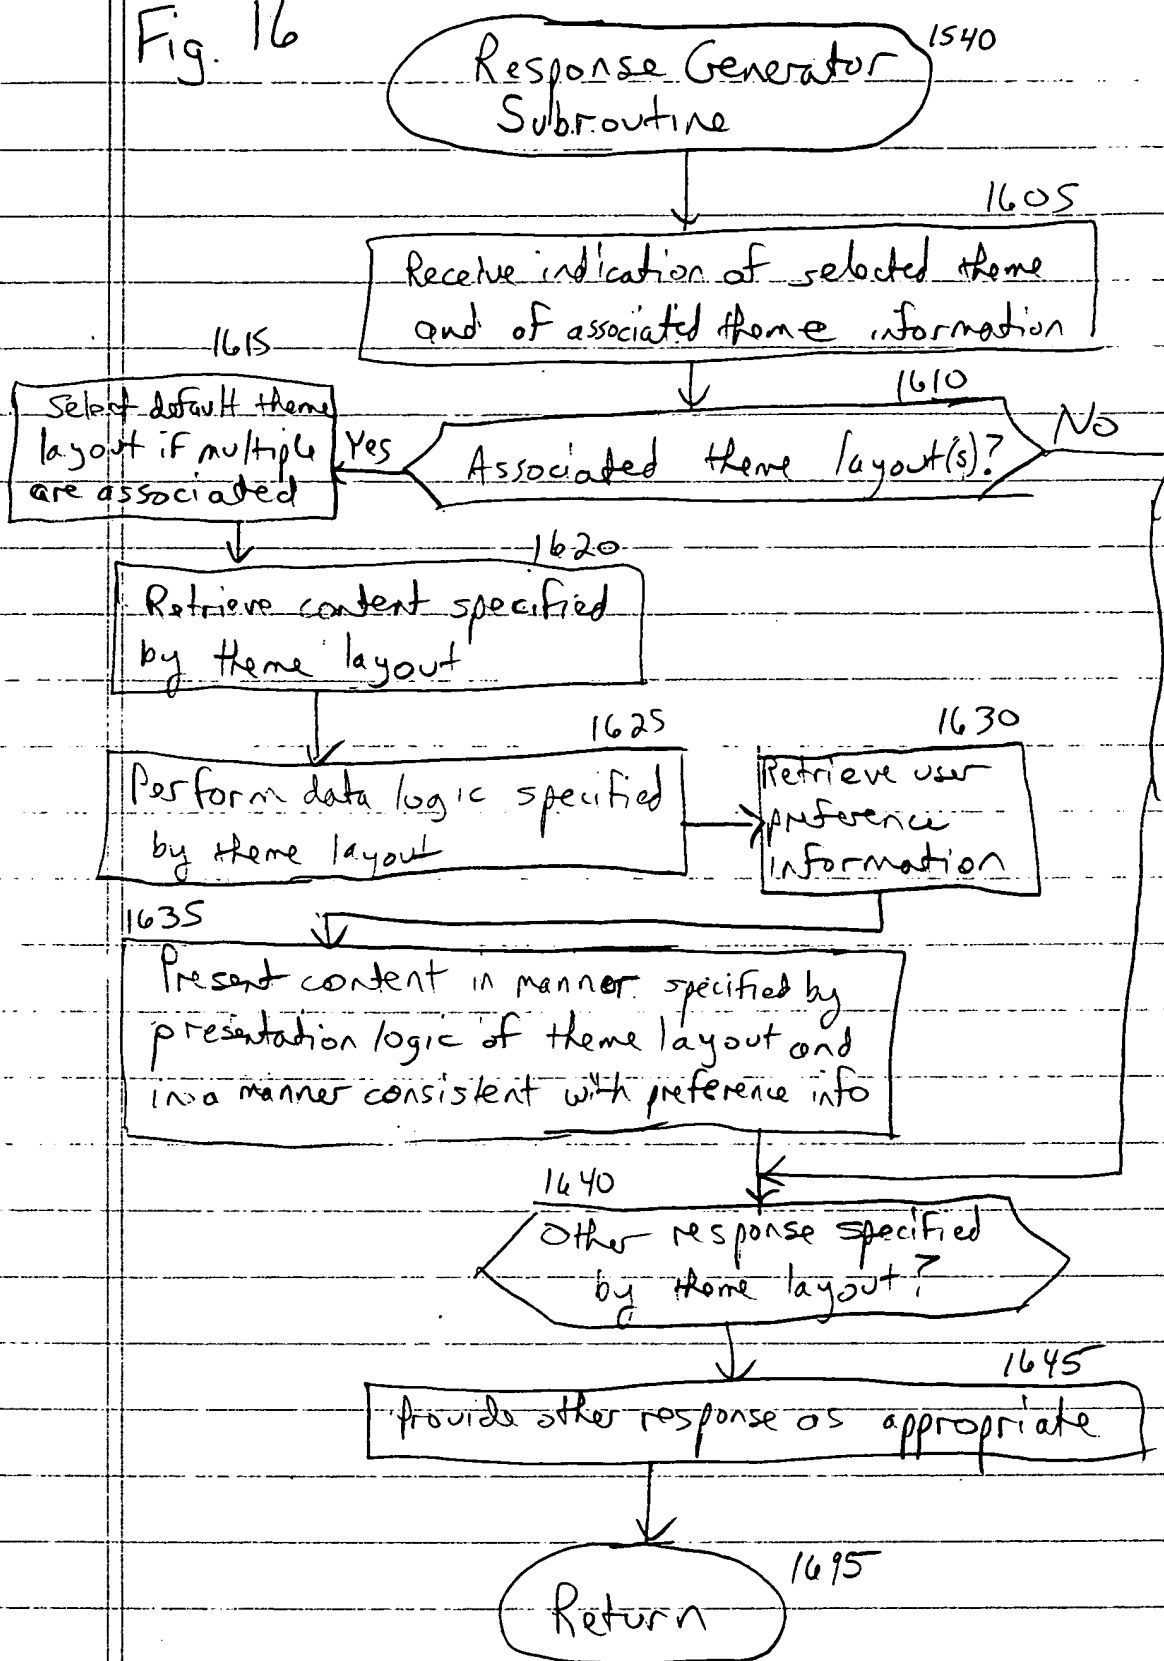 Fig. 16
1540
Response Generator
Subroutine
1605
Receive indication of selected theme
and of associated theme information
1610
Associated theme layout(s)?
No
Yes
1615
Select default theme
layout if multiple
are associated
1620
Retrieve content specified
by theme layout
1625
Perform data logic specified
by theme layout
1630
Retrieve user
preference
information
1635
Present content in manner specified by
presentation logic of theme layout and
in a manner consistent with preference info
1640
Other response specified
by theme layout?
1645
Provide other response as appropriate
1695
Return